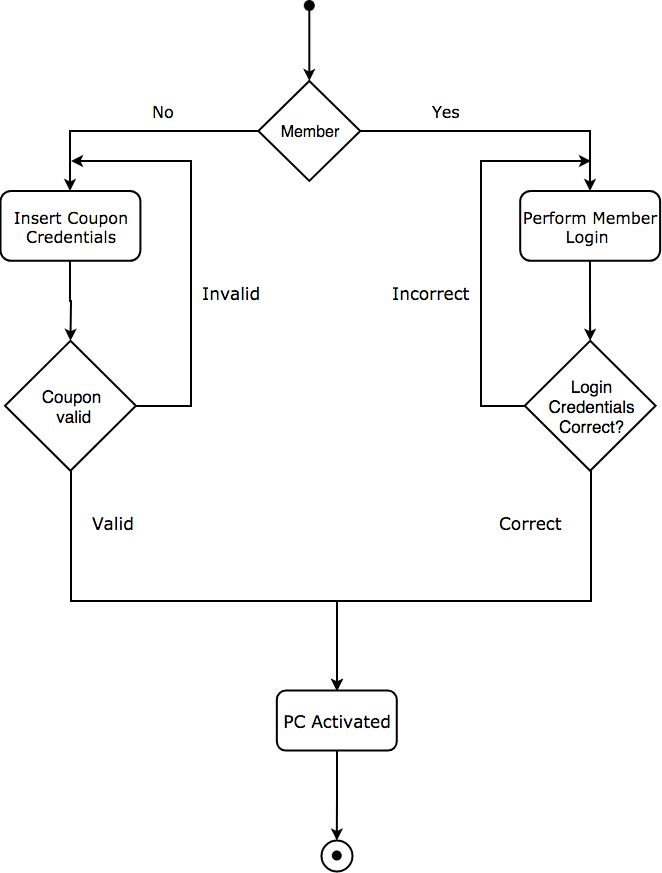 Member
No
Yes
Insert Coupon
Credentials
Perform Member
Login
Invalid
Incorrect
Coupon
valid
Login
Credentials
Correct?
Valid
Correct
PC Activated